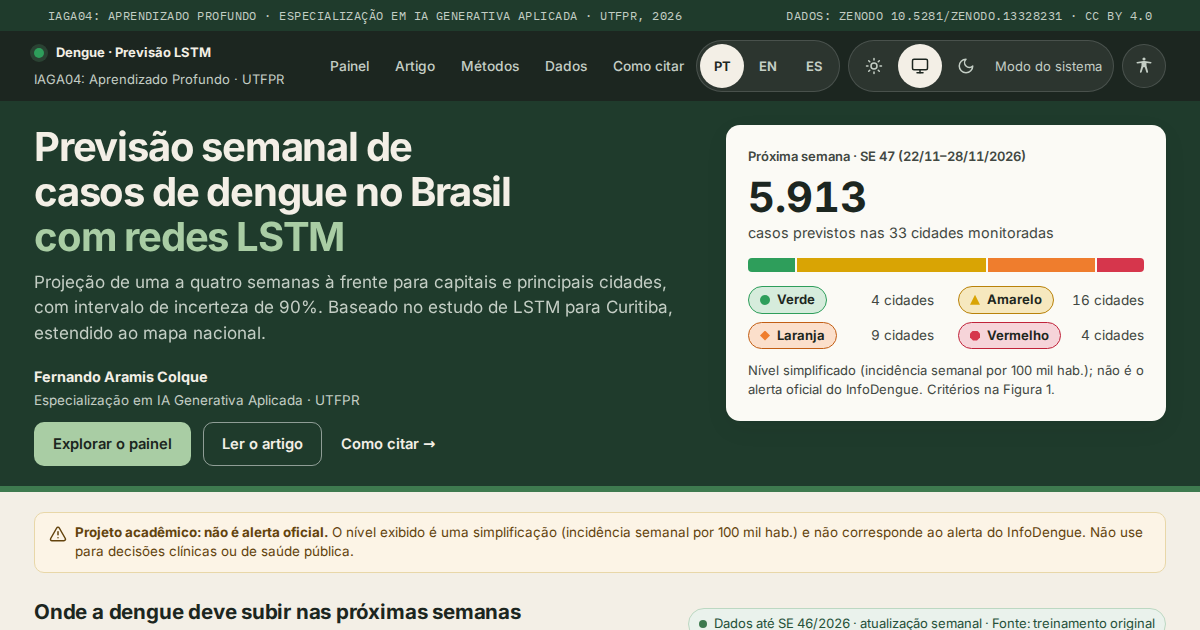 IAGA04: APRENDIZADO PROFUNDO · ESPECIALIZAÇÃO EM IA GENERATIVA APLICADA · UTFPR, 2026
DADOS: ZENODO 10.5281/ZENODO.13328231 · CC BY 4.0
Dengue · Previsão LSTM
IAGA04: Aprendizado Profundo · UTFPR
Painel
Artigo
Métodos
Dados
Como citar
PT
EN
ES
Modo do sistema
Previsão semanal de
casos de dengue no Brasil
com redes LSTM
Projeção de uma a quatro semanas à frente para capitais e principais cidades,
com intervalo de incerteza de 90%. Baseado no estudo de LSTM para Curitiba,
estendido ao mapa nacional.
Fernando Aramis Colque
Especialização em IA Generativa Aplicada · UTFPR
Explorar o painel
Ler o artigo
Como citar →
Próxima semana · SE 47 (22/11–28/11/2026)
5.913
casos previstos nas 33 cidades monitoradas
Verde
4 cidades
Amarelo
16 cidades
Laranja
9 cidades
Vermelho
4 cidades
Nível simplificado (incidência semanal por 100 mil hab.); não é o
alerta oficial do InfoDengue. Critérios na Figura 1.
Projeto acadêmico: não é alerta oficial. O nível exibido é uma simplificação (incidência semanal por 100 mil hab.) e não corresponde ao alerta do InfoDengue. Não use
para decisões clínicas ou de saúde pública.
Onde a dengue deve subir nas próximas semanas
Dados até SE 46/2026 · atualização semanal · Fonte: treinamento original